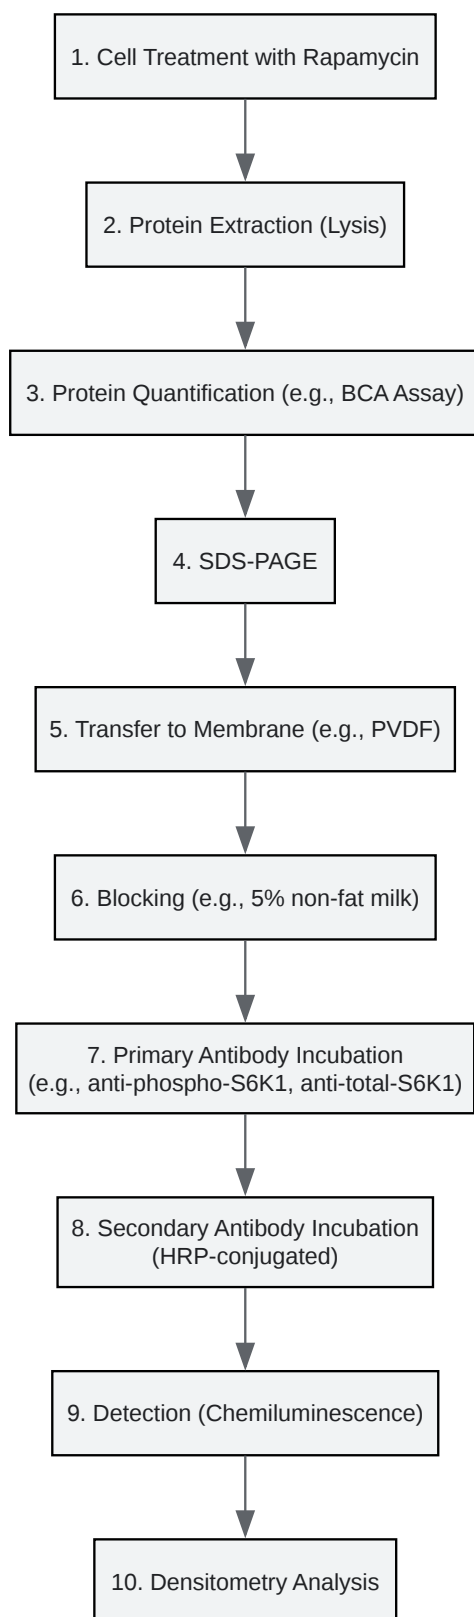 1. Cell Treatment with Rapamycin
2. Protein Extraction (Lysis)
3. Protein Quantification (e.g., BCA Assay)
4. SDS-PAGE
5. Transfer to Membrane (e.g., PVDF)
6. Blocking (e.g., 5% non-fat milk)
7. Primary Antibody Incubation
(e.g., anti-phospho-S6K1, anti-total-S6K1)
8. Secondary Antibody Incubation
(HRP-conjugated)
9. Detection (Chemiluminescence)
10. Densitometry Analysis